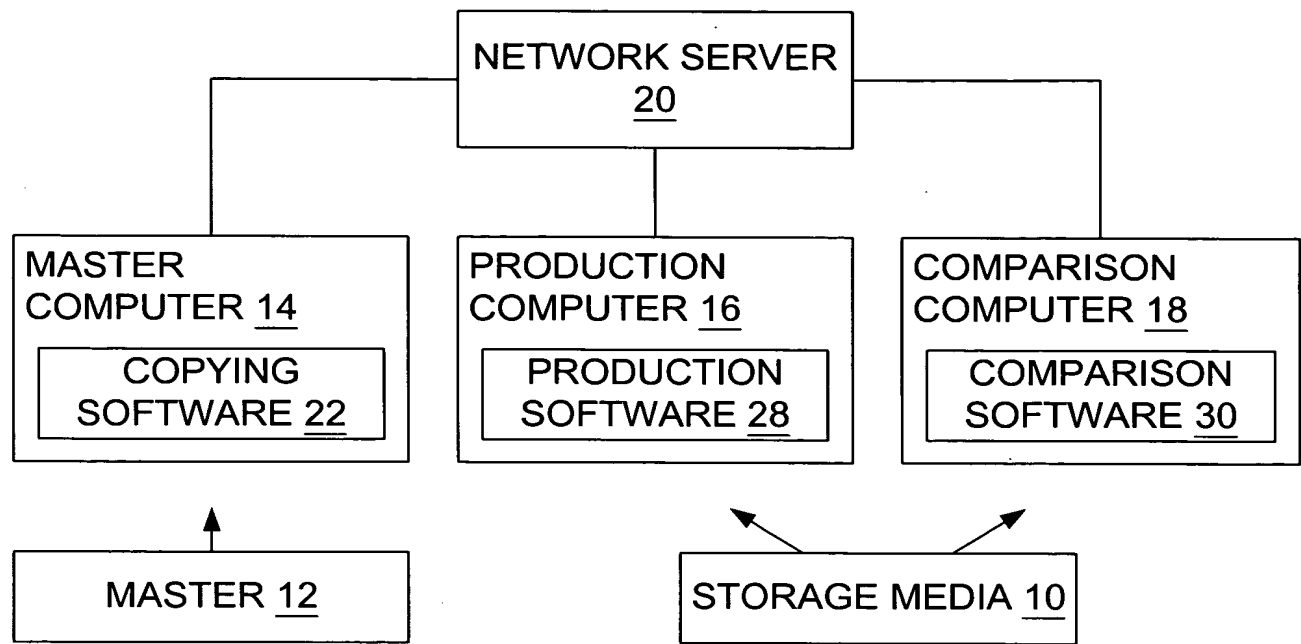 NETWORK SERVER
20
MASTER
COMPUTER 14
COPYING
SOFTWARE 22
PRODUCTION
COMPUTER 16
PRODUCTION
SOFTWARE 28
COMPARISON
COMPUTER 18
COMPARISON
SOFTWARE 30
MASTER 12
STORAGE MEDIA 10